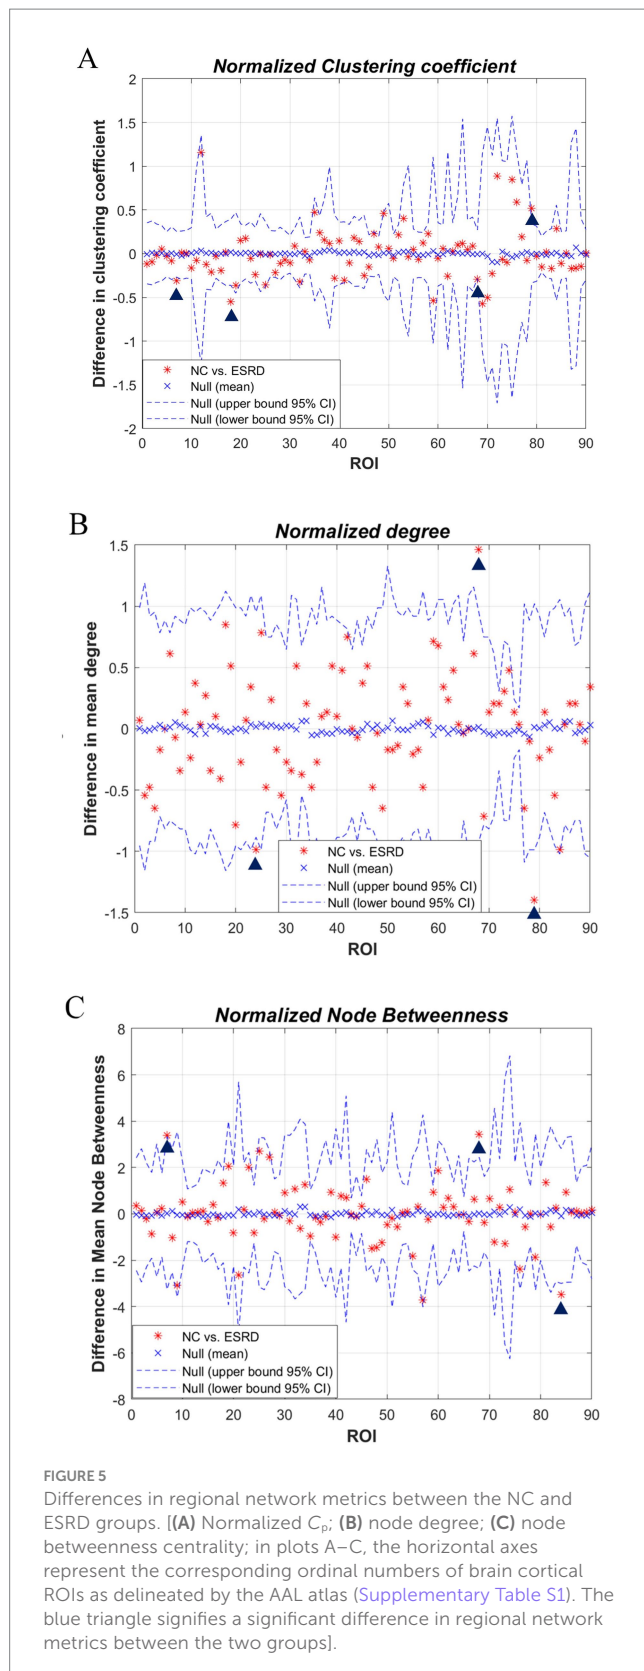 A
Normalized Clustering coefficient
2
1.5
1
0.5
0
-0.5
-1
-1.5
-2
Difference in clustering coefficient
NC vs. ESRD
Null (mean)
Null (upper bound 95% CI)
Null (lower bound 95% CI)
0 10 20 30 40 50 60 70 80 90
ROI
B
Normalized degree
1.5
1
0.5
0
-0.5
-1
-1.5
Difference in mean degree
NC vs. ESRD
Null (mean)
Null (upper bound 95% CI)
Null (lower bound 95% CI)
0 10 20 30 40 50 60 70 80 90
ROI
C
Normalized Node Betweenness
8
6
4
2
0
-2
-4
-6
-8
Difference in Mean Node Betweenness
NC vs. ESRD
Null (mean)
Null (upper bound 95% CI)
Null (lower bound 95% CI)
0 10 20 30 40 50 60 70 80 90
ROI
FIGURE 5
Differences in regional network metrics between the NC and
ESRD groups. [(A) Normalized Cp; (B) node degree; (C) node
betweenness centrality; in plots A–C, the horizontal axes
represent the corresponding ordinal numbers of brain cortical
ROIs as delineated by the AAL atlas (Supplementary Table S1). The
blue triangle signifies a significant difference in regional network
metrics between the two groups].